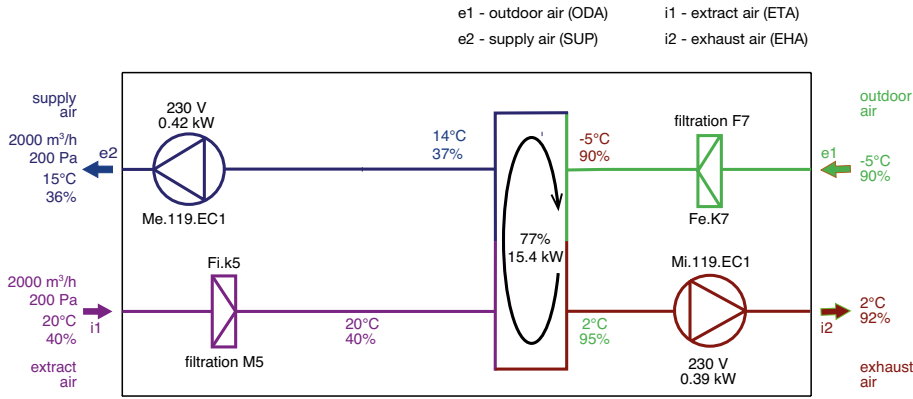 e1 - outdoor air (ODA)
i1 - extract air (ETA)
e2 - supply air (SUP)
i2 - exhaust air (EHA)
supply
air
2000 m³/h
200 Pa
15°C
36%
e2
230 V
0.42 kW
Me.119.EC1
14°C
37%
-5°C
90%
filtration F7
Fe.K7
outdoor
air
e1
-5°C
90%
77%
15.4 kW
2000 m³/h
200 Pa
20°C
40%
i1
extract
air
Fi.k5
filtration M5
20°C
40%
2°C
95%
Mi.119.EC1
230 V
0.39 kW
2°C
92%
i2
exhaust
air